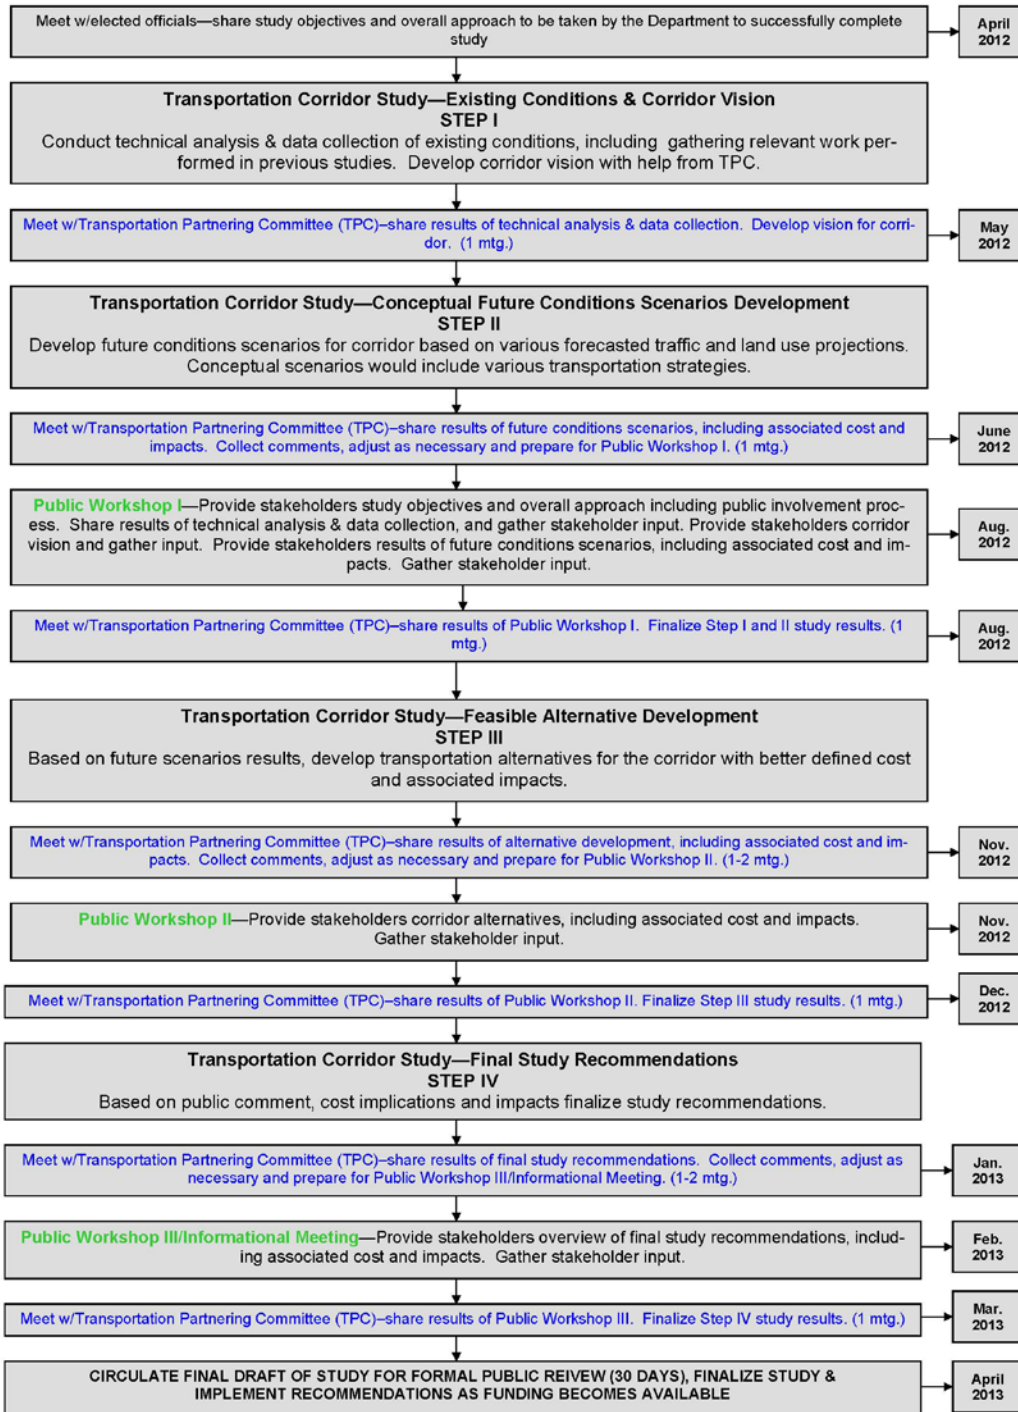 Meet w/elected officials—share study objectives and overall approach to be taken by the Department to successfully complete
study
April
2012
Transportation Corridor Study—Existing Conditions & Corridor Vision
STEP I
Conduct technical analysis & data collection of existing conditions, including gathering relevant work per-
formed in previous studies. Develop corridor vision with help from TPC.
Meet w/Transportation Partnering Committee (TPC)–share results of technical analysis & data collection. Develop vision for corri-
dor. (1 mtg.)
May
2012
Transportation Corridor Study—Conceptual Future Conditions Scenarios Development
STEP II
Develop future conditions scenarios for corridor based on various forecasted traffic and land use projections.
Conceptual scenarios would include various transportation strategies.
Meet w/Transportation Partnering Committee (TPC)–share results of future conditions scenarios, including associated cost and
impacts. Collect comments, adjust as necessary and prepare for Public Workshop I. (1 mtg.)
June
2012
Public Workshop I—Provide stakeholders study objectives and overall approach including public involvement proc-
ess. Share results of technical analysis & data collection, and gather stakeholder input. Provide stakeholders corridor
vision and gather input. Provide stakeholders results of future conditions scenarios, including associated cost and im-
pacts. Gather stakeholder input.
Aug.
2012
Meet w/Transportation Partnering Committee (TPC)–share results of Public Workshop I. Finalize Step I and II study results. (1
mtg.)
Aug.
2012
Transportation Corridor Study—Feasible Alternative Development
STEP III
Based on future scenarios results, develop transportation alternatives for the corridor with better defined cost
and associated impacts.
Meet w/Transportation Partnering Committee (TPC)–share results of alternative development, including associated cost and im-
pacts. Collect comments, adjust as necessary and prepare for Public Workshop II. (1-2 mtg.)
Nov.
2012
Public Workshop II—Provide stakeholders corridor alternatives, including associated cost and impacts.
Gather stakeholder input.
Nov.
2012
Meet w/Transportation Partnering Committee (TPC)–share results of Public Workshop II. Finalize Step III study results. (1 mtg.)
Dec.
2012
Transportation Corridor Study—Final Study Recommendations
STEP IV
Based on public comment, cost implications and impacts finalize study recommendations.
Meet w/Transportation Partnering Committee (TPC)–share results of final study recommendations. Collect comments, adjust as
necessary and prepare for Public Workshop III/Informational Meeting. (1-2 mtg.)
Jan.
2013
Public Workshop III/Informational Meeting—Provide stakeholders overview of final study recommendations, includ-
ing associated cost and impacts. Gather stakeholder input.
Feb.
2013
Meet w/Transportation Partnering Committee (TPC)–share results of Public Workshop III. Finalize Step IV study results. (1 mtg.)
Mar.
2013
CIRCULATE FINAL DRAFT OF STUDY FOR FORMAL PUBLIC REIVEW (30 DAYS), FINALIZE STUDY &
IMPLEMENT RECOMMENDATIONS AS FUNDING BECOMES AVAILABLE
April
2013